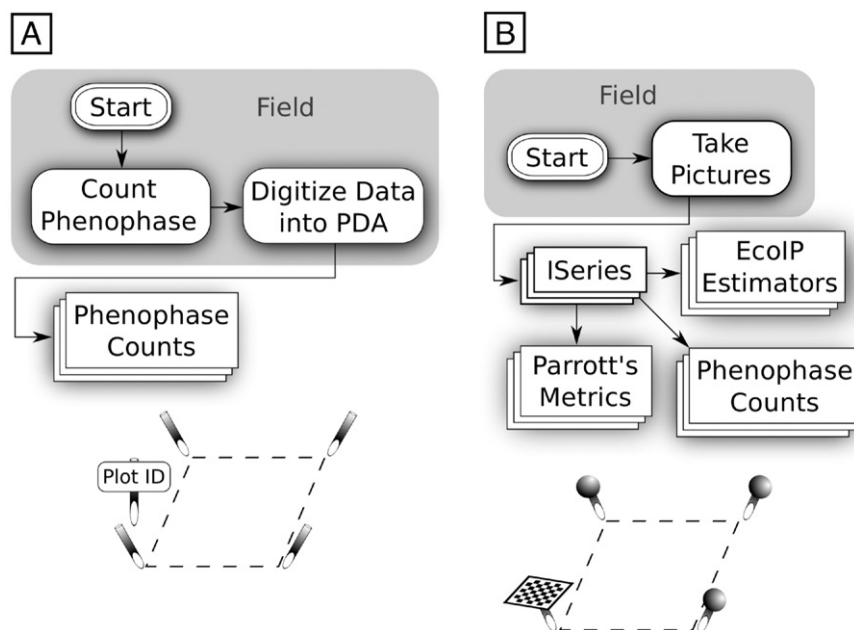 A
Field
Start
Count
Phenophase
Digitize Data
into PDA
Phenophase
Counts
Plot ID
B
Field
Start
Take
Pictures
ISeries
EcoIP
Estimators
Parrott's
Metrics
Phenophase
Counts